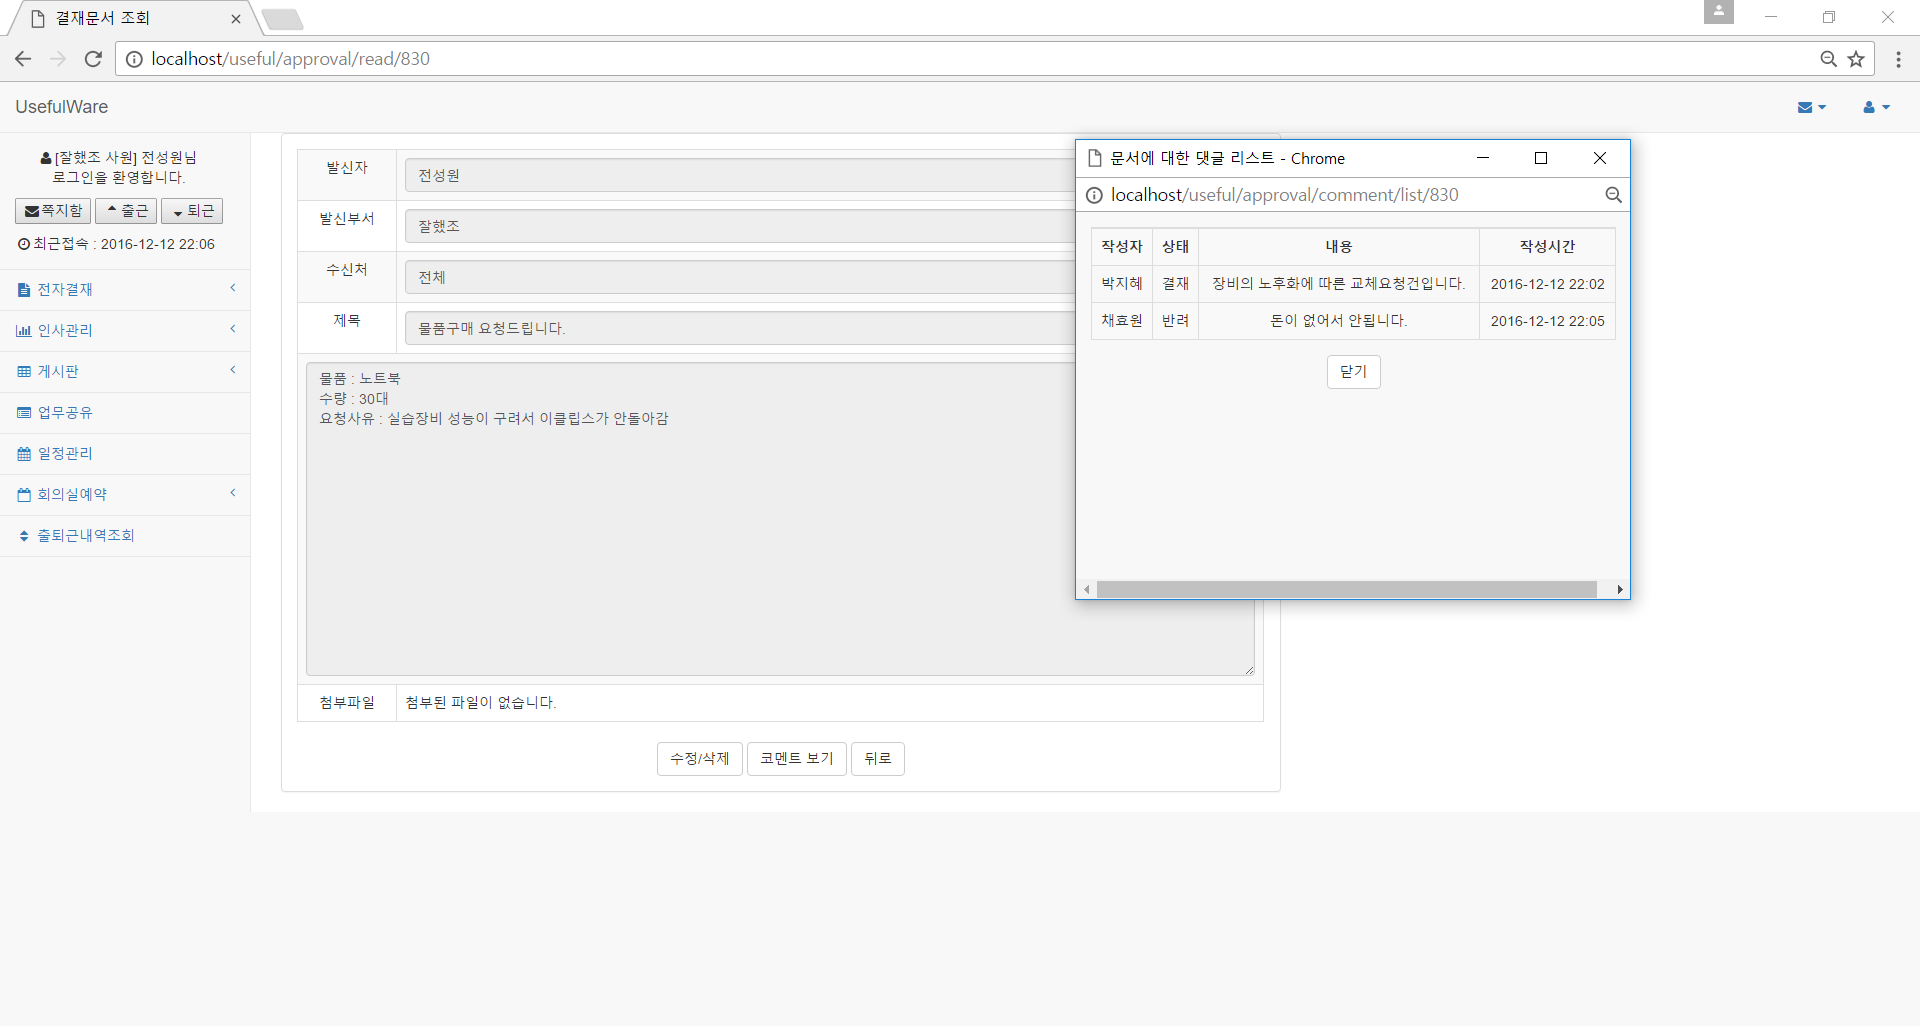 결재문서 조회
localhost/useful/approval/read/830
UsefulWare
[잘했조 사원] 전성원님
로그인을 환영합니다.
쪽지함 출근 퇴근
최근접속 : 2016-12-12 22:06
전자결재
인사관리
게시판
업무공유
일정관리
회의실예약
출퇴근내역조회
발신자 전성원
발신부서 잘했조
수신처 전체
제목 물품구매 요청드립니다.
물품 : 노트북
수량 : 30대
요청사유 : 실습장비 성능이 구려서 이클립스가 안돌아감
첨부파일 첨부된 파일이 없습니다.
수정/삭제 코멘트 보기 뒤로
문서에 대한 댓글 리스트 - Chrome
localhost/useful/approval/comment/list/830
작성자 상태 내용 작성시간
박지혜 결재 장비의 노후화에 따른 교체요청건입니다. 2016-12-12 22:02
채효원 반려 돈이 없어서 안됩니다. 2016-12-12 22:05
닫기